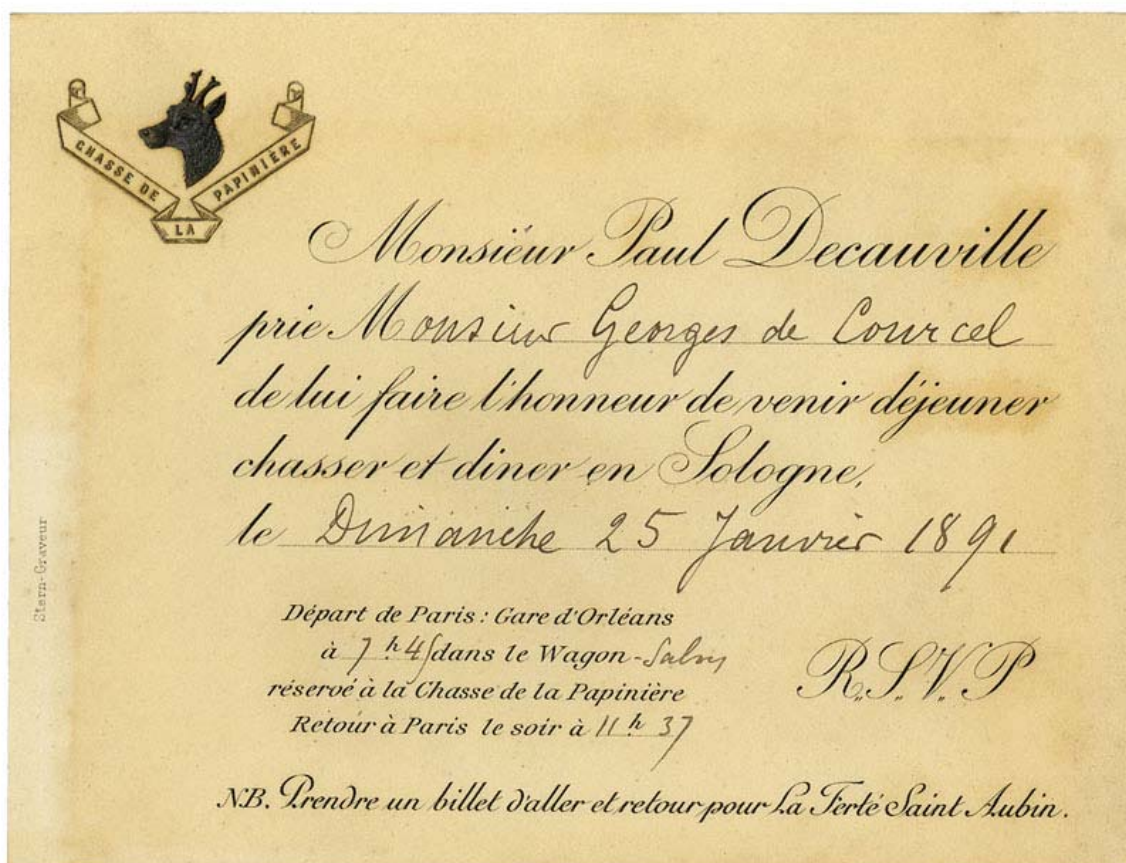 CHASSE DE LA PAPINIÈRE
Monsieur Paul Decauville
prie Monsieur Georges de Courcel
de lui faire l'honneur de venir déjeuner
chasser et diner en Sologne,
le Dimanche 25 Janvier 1891
Départ de Paris: Gare d'Orléans
à 7 h 45 dans le Wagon-Salon
réservé à la Chasse de la Papinière
Retour à Paris le soir à 11 h 37
R.S.V.P
N.B. Prendre un billet d'aller et retour pour La Ferté Saint Aubin.
Stern-Graveur